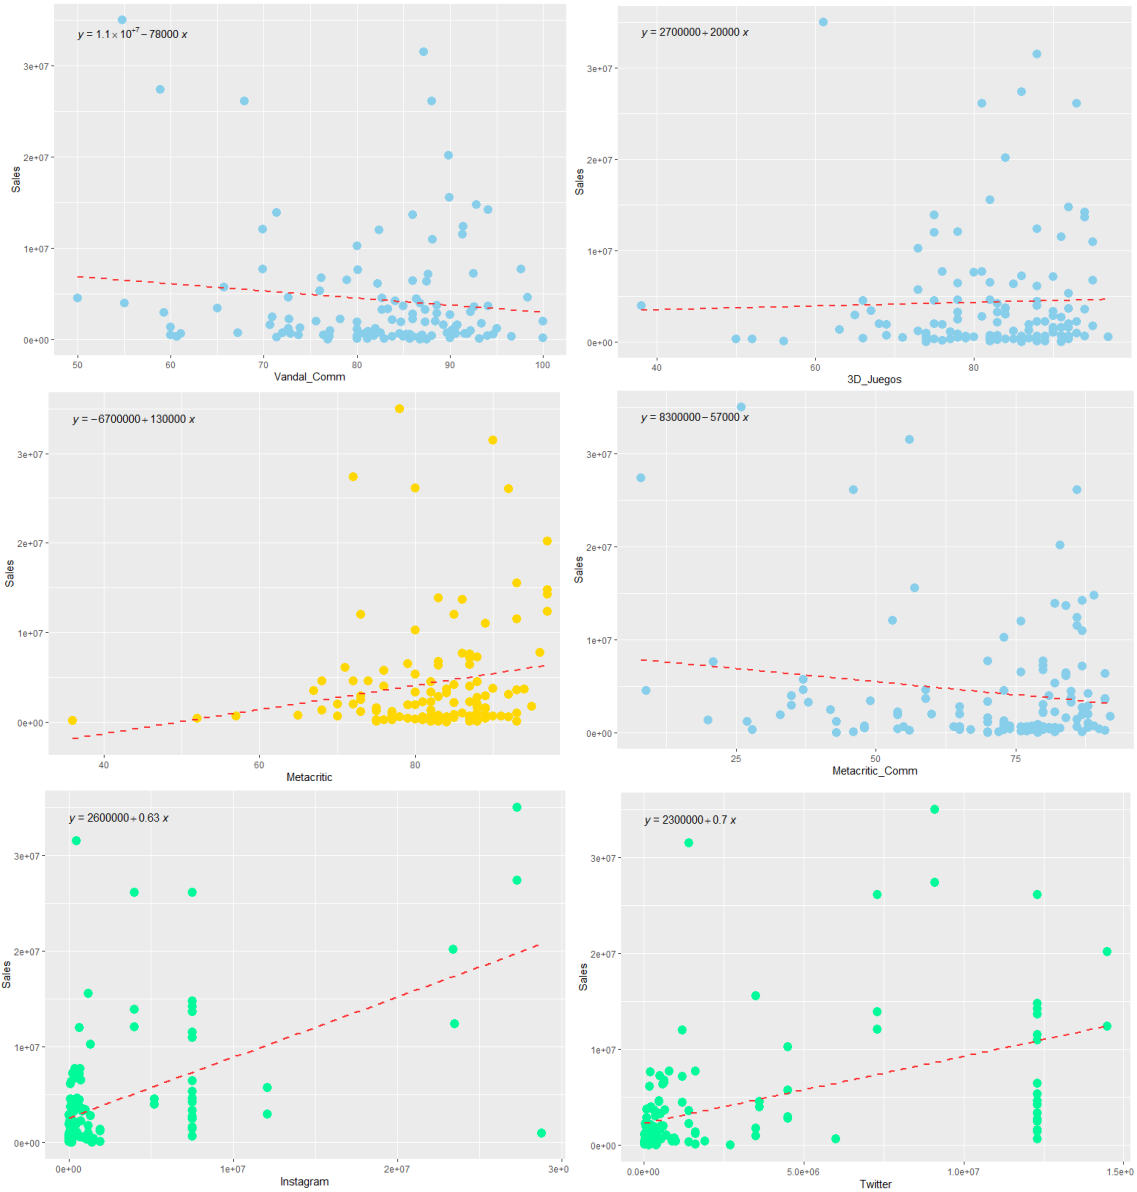 y = 1.1 × 10^+7 − 78000 x
3e+07
2e+07
1e+07
0e+00
Sales
50 60 70 80 90 100
Vandal_Comm
y = 2700000 + 20000 x
3e+07
2e+07
1e+07
0e+00
Sales
40 60 80
3D_Juegos
y = −6700000 + 130000 x
3e+07
2e+07
1e+07
0e+00
Sales
40 60 80
Metacritic
y = 8300000 − 57000 x
3e+07
2e+07
1e+07
0e+00
Sales
25 50 75
Metacritic_Comm
y = 2600000 + 0.63 x
3e+07
2e+07
1e+07
0e+00
Sales
0e+00 1e+07 2e+07 3e+0
Instagram
y = 2300000 + 0.7 x
3e+07
2e+07
1e+07
0e+00
Sales
0.0e+00 5.0e+06 1.0e+07 1.5e+0
Twitter